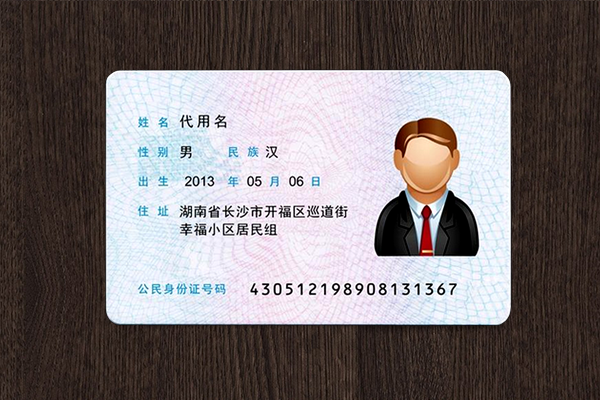 姓 名 代用名
性 别 男 民 族 汉
出 生 2013 年 05 月 06 日
住 址 湖南省长沙市开福区巡道街
幸福小区居民组
公民身份证号码 430512198908131367